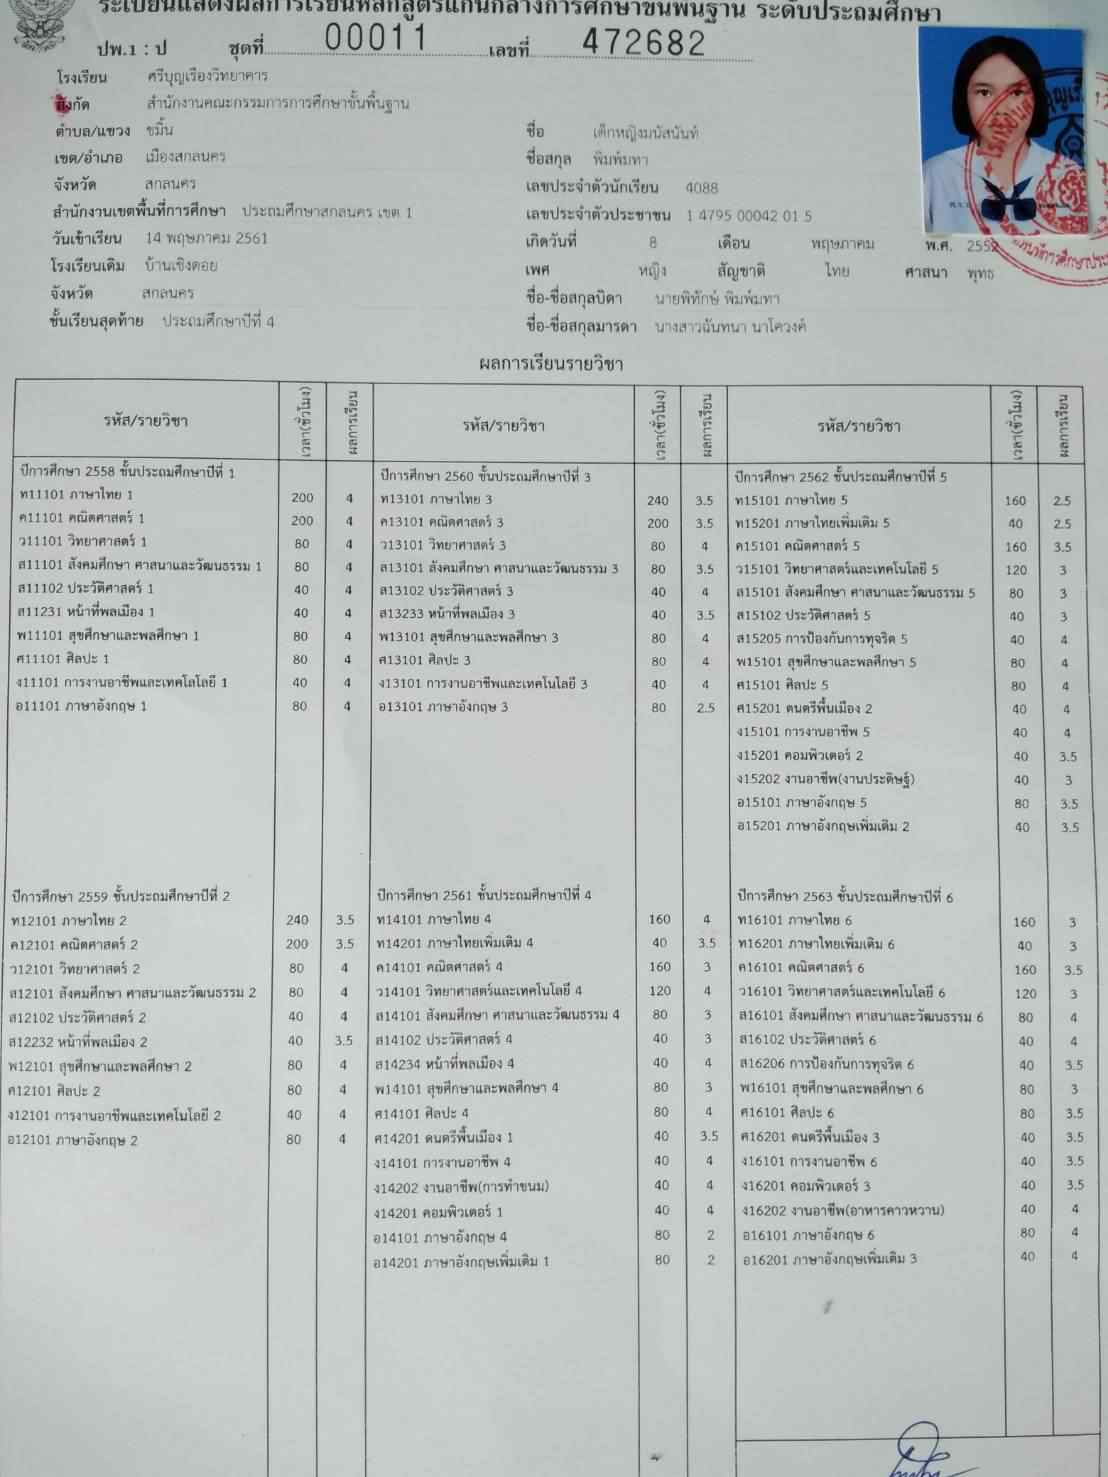 ระเบียนแสดงผลการเรียนหลักสูตรแกนกลางการศึกษาขั้นพื้นฐาน ระดับประถมศึกษา
ปพ.1 : ป ชุดที่ 00011 เลขที่ 472682
โรงเรียน ศรีบุญเรืองวิทยาคาร
สังกัด สำนักงานคณะกรรมการการศึกษาขั้นพื้นฐาน
ตำบล/แขวง ขมิ้น
เขต/อำเภอ เมืองสกลนคร
จังหวัด สกลนคร
สำนักงานเขตพื้นที่การศึกษา ประถมศึกษาสกลนคร เขต 1
วันเข้าเรียน 14 พฤษภาคม 2561
โรงเรียนเดิม บ้านเชิงดอย
จังหวัด สกลนคร
ชั้นเรียนสุดท้าย ประถมศึกษาปีที่ 4
ชื่อ เด็กหญิงมนัสนันท์
ชื่อสกุล พิมพ์มทา
เลขประจำตัวนักเรียน 4088
เลขประจำตัวประชาชน 1 4795 00042 01 5
เกิดวันที่ 8 เดือน พฤษภาคม พ.ศ. 2552
เพศ หญิง สัญชาติ ไทย ศาสนา พุทธ
ชื่อ-ชื่อสกุลบิดา นายพิทักษ์ พิมพ์มทา
ชื่อ-ชื่อสกุลมารดา นางสาวฉันทนา นาโควงค์
ผลการเรียนรายวิชา
รหัส/รายวิชา เวลา(ชั่วโมง) ผลการเรียน
ปีการศึกษา 2558 ชั้นประถมศึกษาปีที่ 1
ท11101 ภาษาไทย 1 200 4
ค11101 คณิตศาสตร์ 1 200 4
ว11101 วิทยาศาสตร์ 1 80 4
ส11101 สังคมศึกษา ศาสนาและวัฒนธรรม 1 80 4
ส11102 ประวัติศาสตร์ 1 40 4
ส11231 หน้าที่พลเมือง 1 40 4
พ11101 สุขศึกษาและพลศึกษา 1 80 4
ศ11101 ศิลปะ 1 80 4
ง11101 การงานอาชีพและเทคโลโลยี 1 40 4
อ11101 ภาษาอังกฤษ 1 80 4
ปีการศึกษา 2559 ชั้นประถมศึกษาปีที่ 2
ท12101 ภาษาไทย 2 240 3.5
ค12101 คณิตศาสตร์ 2 200 3.5
ว12101 วิทยาศาสตร์ 2 80 4
ส12101 สังคมศึกษา ศาสนาและวัฒนธรรม 2 80 4
ส12102 ประวัติศาสตร์ 2 40 4
ส12232 หน้าที่พลเมือง 2 40 3.5
พ12101 สุขศึกษาและพลศึกษา 2 80 4
ศ12101 ศิลปะ 2 80 4
ง12101 การงานอาชีพและเทคโนโลยี 2 40 4
อ12101 ภาษาอังกฤษ 2 80 4
รหัส/รายวิชา เวลา(ชั่วโมง) ผลการเรียน
ปีการศึกษา 2560 ชั้นประถมศึกษาปีที่ 3
ท13101 ภาษาไทย 3 240 3.5
ค13101 คณิตศาสตร์ 3 200 3.5
ว13101 วิทยาศาสตร์ 3 80 4
ส13101 สังคมศึกษา ศาสนาและวัฒนธรรม 3 80 3.5
ส13102 ประวัติศาสตร์ 3 40 4
ส13233 หน้าที่พลเมือง 3 40 3.5
พ13101 สุขศึกษาและพลศึกษา 3 80 4
ศ13101 ศิลปะ 3 80 4
ง13101 การงานอาชีพและเทคโนโลยี 3 40 4
อ13101 ภาษาอังกฤษ 3 80 2.5
ปีการศึกษา 2561 ชั้นประถมศึกษาปีที่ 4
ท14101 ภาษาไทย 4 160 4
ท14201 ภาษาไทยเพิ่มเติม 4 40 3.5
ค14101 คณิตศาสตร์ 4 160 3
ว14101 วิทยาศาสตร์และเทคโนโลยี 4 120 4
ส14101 สังคมศึกษา ศาสนาและวัฒนธรรม 4 80 3
ส14102 ประวัติศาสตร์ 4 40 3
ส14234 หน้าที่พลเมือง 4 40 4
พ14101 สุขศึกษาและพลศึกษา 4 80 3
ศ14101 ศิลปะ 4 80 4
ศ14201 ดนตรีพื้นเมือง 1 40 3.5
ง14101 การงานอาชีพ 4 40 4
ง14202 งานอาชีพ(การทำขนม) 40 4
ง14201 คอมพิวเตอร์ 1 40 4
อ14101 ภาษาอังกฤษ 4 80 2
อ14201 ภาษาอังกฤษเพิ่มเติม 1 80 2
รหัส/รายวิชา เวลา(ชั่วโมง) ผลการเรียน
ปีการศึกษา 2562 ชั้นประถมศึกษาปีที่ 5
ท15101 ภาษาไทย 5 160 2.5
ท15201 ภาษาไทยเพิ่มเติม 5 40 2.5
ค15101 คณิตศาสตร์ 5 160 3.5
ว15101 วิทยาศาสตร์และเทคโนโลยี 5 120 3
ส15101 สังคมศึกษา ศาสนาและวัฒนธรรม 5 80 3
ส15102 ประวัติศาสตร์ 5 40 3
ส15205 การป้องกันการทุจริต 5 40 4
พ15101 สุขศึกษาและพลศึกษา 5 80 4
ศ15101 ศิลปะ 5 80 4
ศ15201 ดนตรีพื้นเมือง 2 40 4
ง15101 การงานอาชีพ 5 40 4
ง15201 คอมพิวเตอร์ 2 40 3.5
ง15202 งานอาชีพ(งานประดิษฐ์) 40 3
อ15101 ภาษาอังกฤษ 5 80 3.5
อ15201 ภาษาอังกฤษเพิ่มเติม 2 40 3.5
ปีการศึกษา 2563 ชั้นประถมศึกษาปีที่ 6
ท16101 ภาษาไทย 6 160 3
ท16201 ภาษาไทยเพิ่มเติม 6 40 3
ค16101 คณิตศาสตร์ 6 160 3.5
ว16101 วิทยาศาสตร์และเทคโนโลยี 6 120 3
ส16101 สังคมศึกษา ศาสนาและวัฒนธรรม 6 80 4
ส16102 ประวัติศาสตร์ 6 40 4
ส16206 การป้องกันการทุจริต 6 40 3.5
พ16101 สุขศึกษาและพลศึกษา 6 80 3
ศ16101 ศิลปะ 6 80 3.5
ศ16201 ดนตรีพื้นเมือง 3 40 3.5
ง16101 การงานอาชีพ 6 40 3.5
ง16201 คอมพิวเตอร์ 3 40 3.5
ง16202 งานอาชีพ(อาหารคาวหวาน) 40 4
อ16101 ภาษาอังกฤษ 6 80 4
อ16201 ภาษาอังกฤษเพิ่มเติม 3 40 4